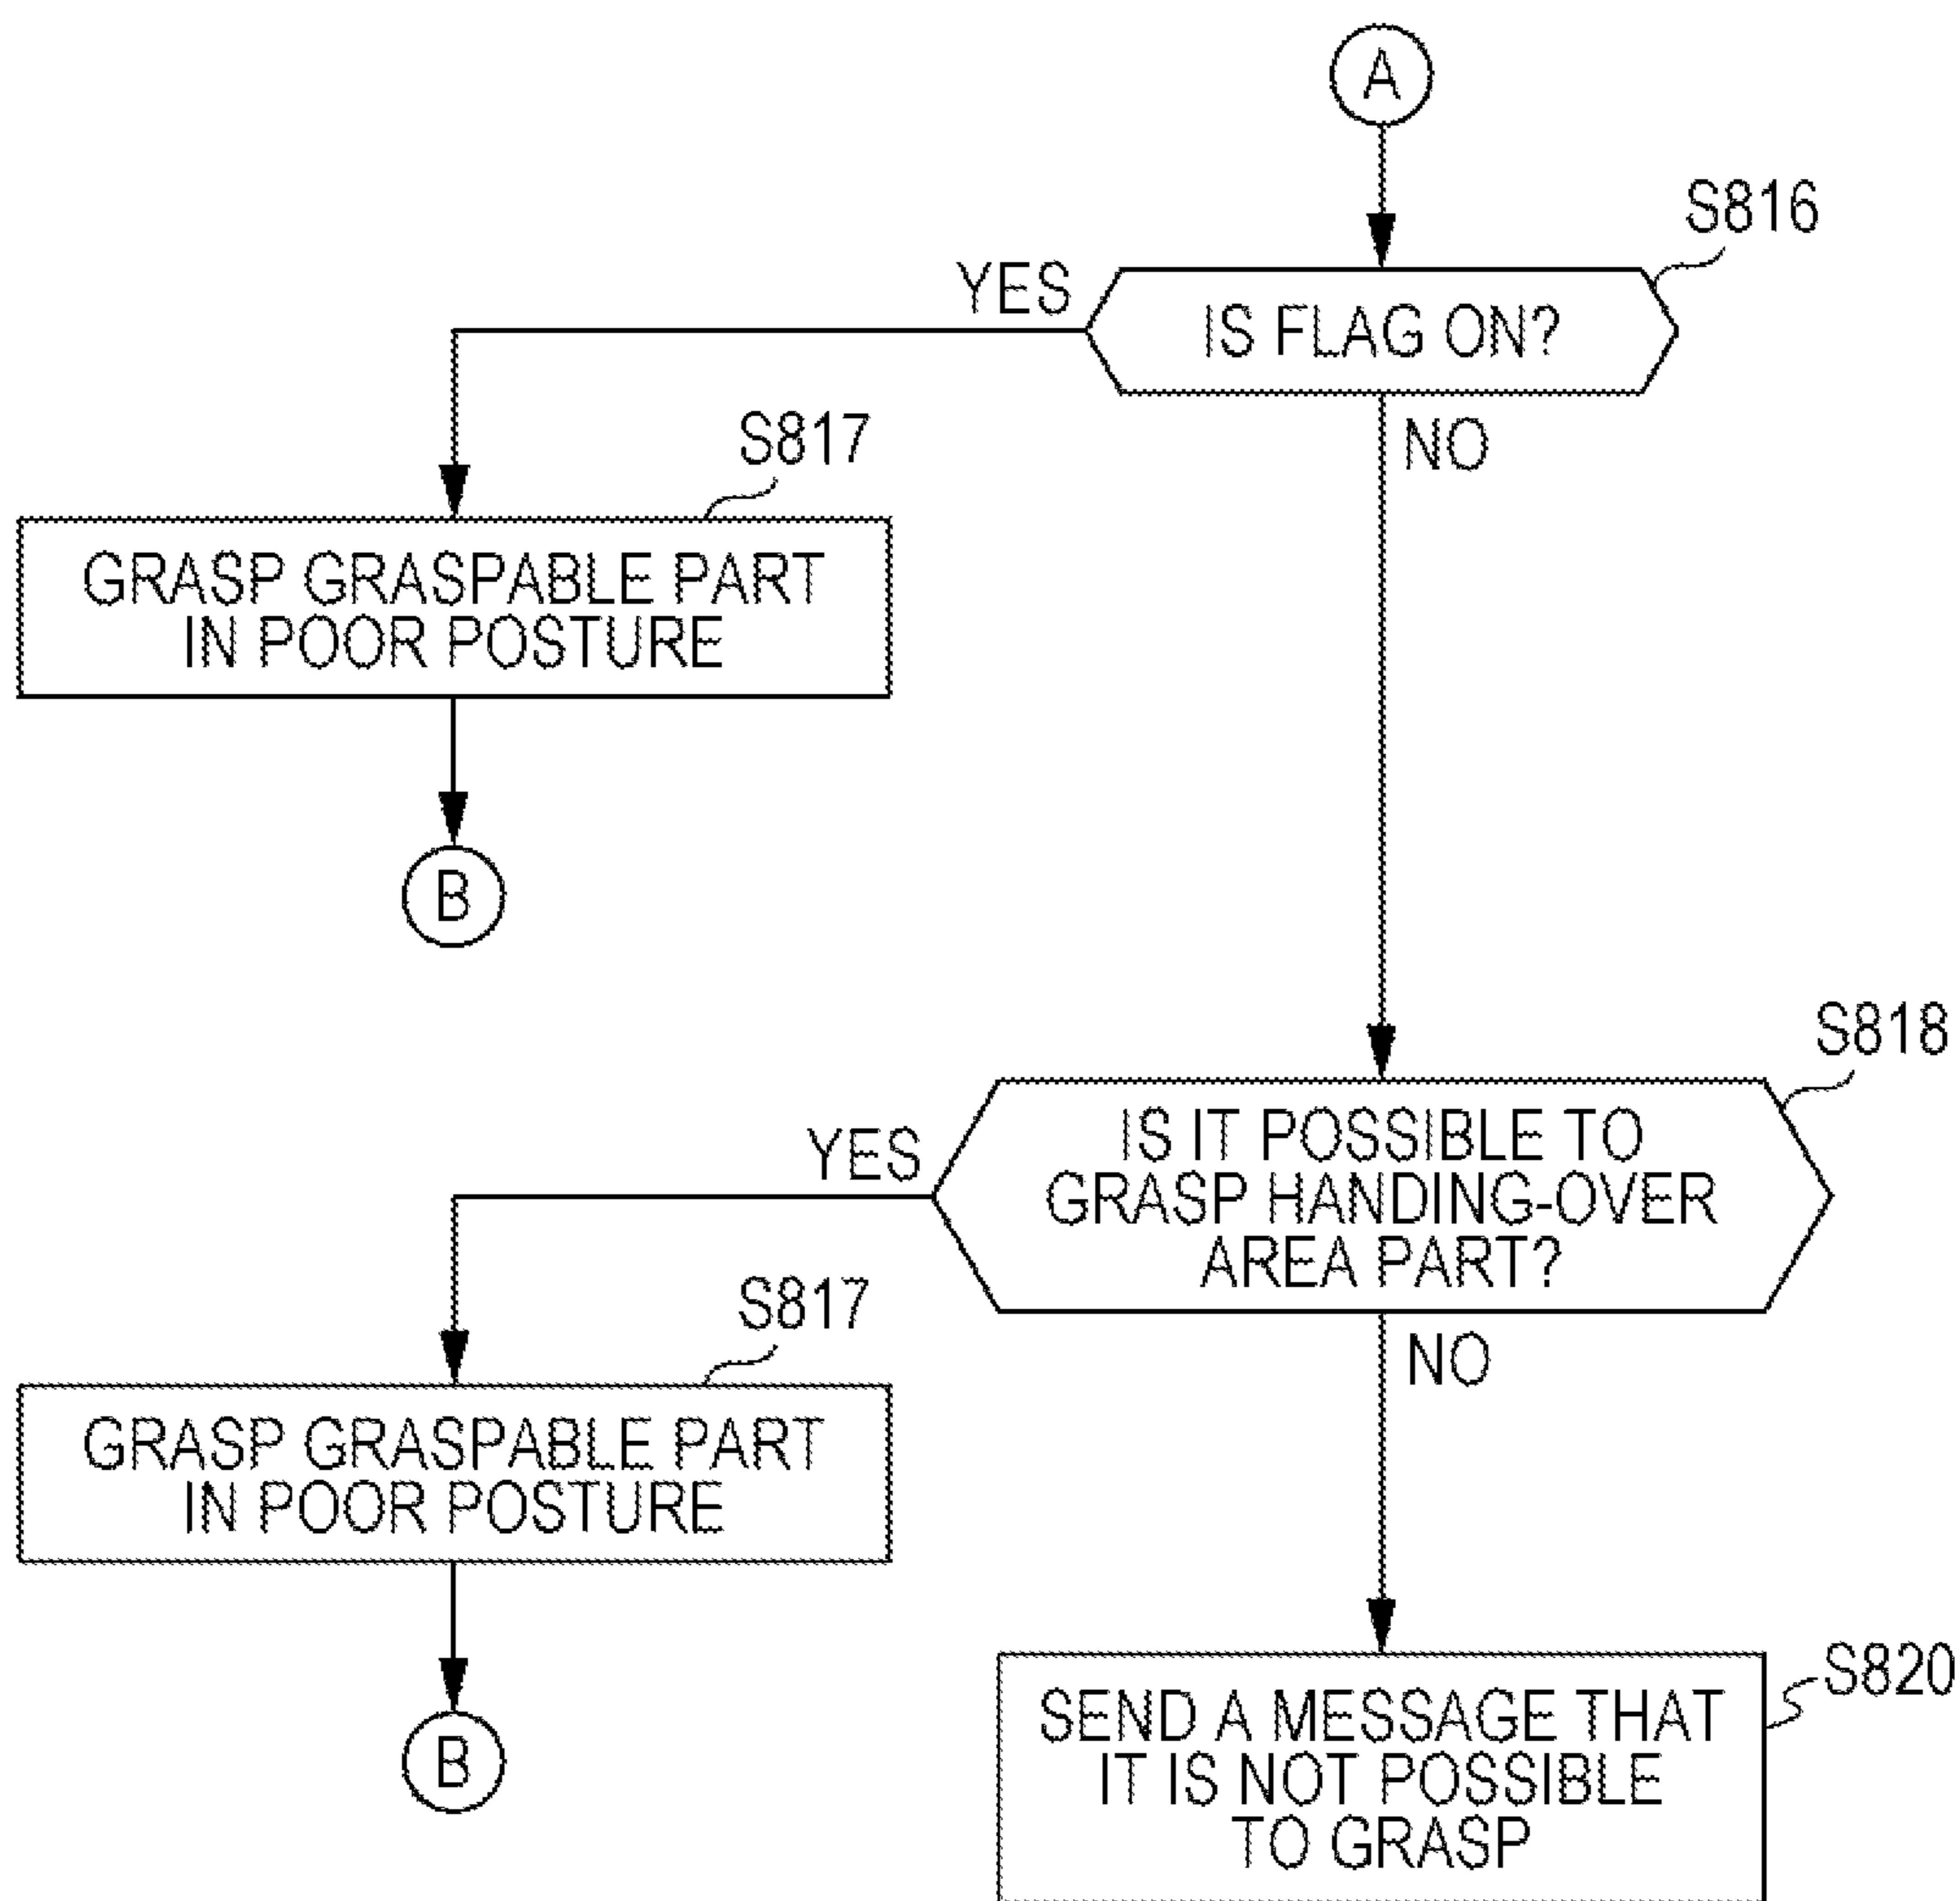 A
S816
YES
IS FLAG ON?
NO
S817
GRASP GRASPABLE PART
IN POOR POSTURE
B
S818
YES
IS IT POSSIBLE TO
GRASP HANDING-OVER
AREA PART?
NO
S817
GRASP GRASPABLE PART
IN POOR POSTURE
B
S820
SEND A MESSAGE THAT
IT IS NOT POSSIBLE
TO GRASP